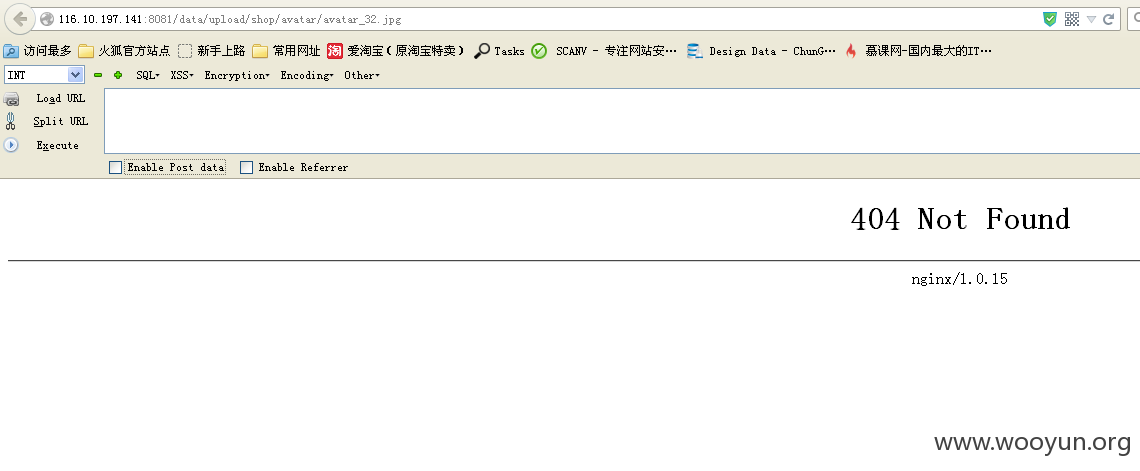 116.10.197.141:8081/data/upload/shop/avatar/avatar_32.jpg
访问最多 火狐官方站点 新手上路 常用网址 淘 爱淘宝（原淘宝特卖） Tasks SCANV - 专注网站安… Design Data - ChunG… 慕课网-国内最大的IT…
INT SQL XSS Encryption Encoding Other
Load URL
Split URL
Execute
Enable Post data Enable Referrer
404 Not Found
nginx/1.0.15
www.wooyun.org